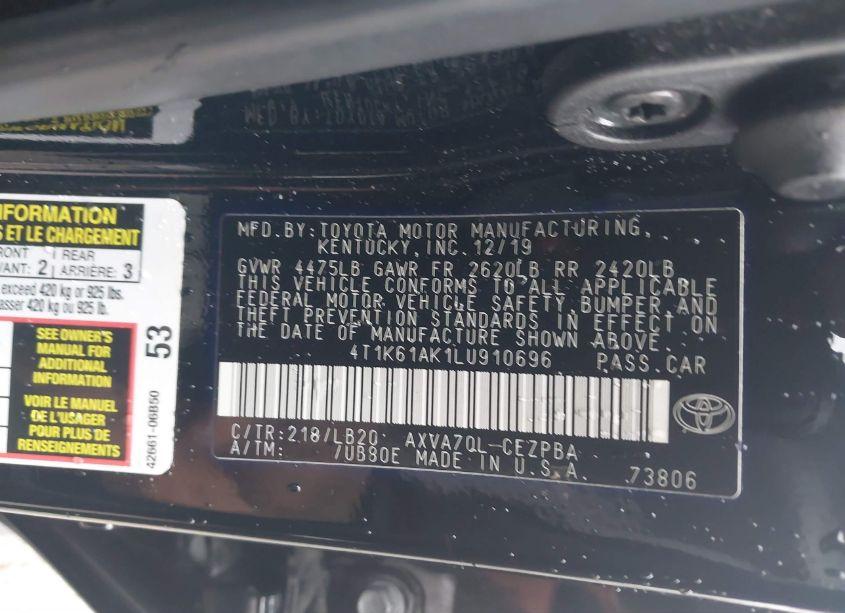 NFORMATION
S ET LE CHARGEMENT
FRONT | REAR
VANT: 2 | ARRIÈRE: 3
exceed 420 kg or 925 lbs.
asser 420 kg ou 925 lb.
SEE OWNER'S
MANUAL FOR
ADDITIONAL
INFORMATION
VOIR LE MANUEL
DE L'USAGER
POUR PLUS DE
RENSEIGNEMENTS
53
42661-06B50
MFD. BY: TOYOTA MOTOR MANUFACTURING,
KENTUCKY, INC. 12/19
GVWR 4475LB GAWR FR 2620LB RR 2420LB
THIS VEHICLE CONFORMS TO ALL APPLICABLE
FEDERAL MOTOR VEHICLE SAFETY, BUMPER, AND
THEFT PREVENTION STANDARDS IN EFFECT ON
THE DATE OF MANUFACTURE SHOWN ABOVE.
4T1K61AK1LU910696 PASS.CAR
C/TR: 218/LB20 AXVA70L-CEZPBA
A/TM: /UB80E MADE IN U.S.A.
73806